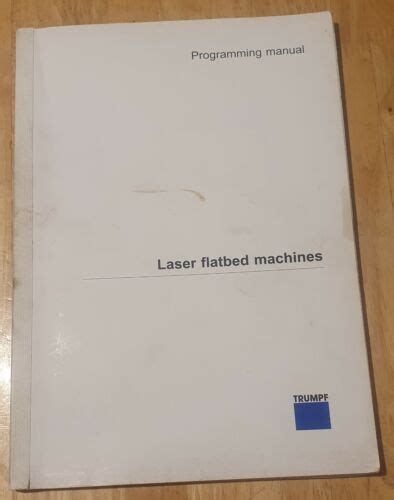 Programming manual
Laser flatbed machines
TRUMPF